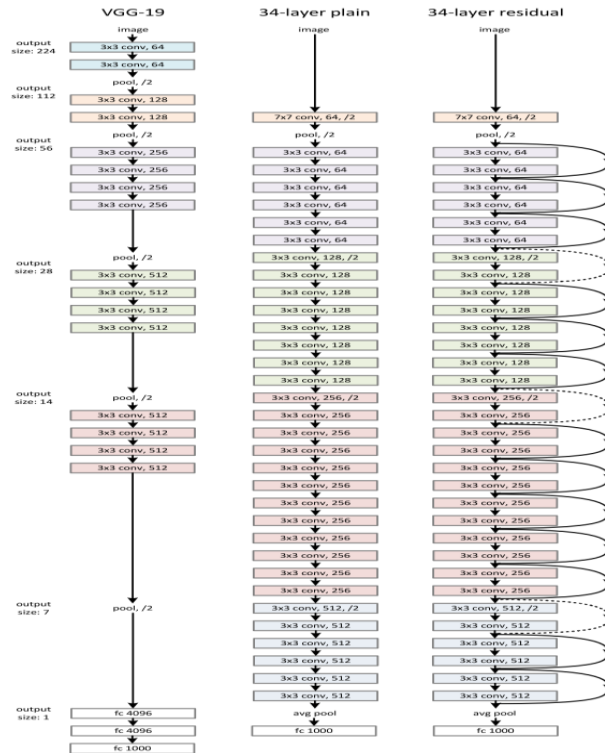 VGG-19
image
output
size: 224
3x3 conv, 64
3x3 conv, 64
pool, /2
output
size: 112
3x3 conv, 128
3x3 conv, 128
pool, /2
output
size: 56
3x3 conv, 256
3x3 conv, 256
3x3 conv, 256
3x3 conv, 256
pool, /2
output
size: 28
3x3 conv, 512
3x3 conv, 512
3x3 conv, 512
3x3 conv, 512
pool, /2
output
size: 14
3x3 conv, 512
3x3 conv, 512
3x3 conv, 512
3x3 conv, 512
output
size: 7
pool, /2
output
size: 1
fc 4096
fc 4096
fc 1000
34-layer plain
image
7x7 conv, 64, /2
pool, /2
3x3 conv, 64
3x3 conv, 64
3x3 conv, 64
3x3 conv, 64
3x3 conv, 64
3x3 conv, 64
3x3 conv, 128, /2
3x3 conv, 128
3x3 conv, 128
3x3 conv, 128
3x3 conv, 128
3x3 conv, 128
3x3 conv, 128
3x3 conv, 128
3x3 conv, 256, /2
3x3 conv, 256
3x3 conv, 256
3x3 conv, 256
3x3 conv, 256
3x3 conv, 256
3x3 conv, 256
3x3 conv, 256
3x3 conv, 256
3x3 conv, 256
3x3 conv, 256
3x3 conv, 256
3x3 conv, 512, /2
3x3 conv, 512
3x3 conv, 512
3x3 conv, 512
3x3 conv, 512
3x3 conv, 512
avg pool
fc 1000
34-layer residual
image
7x7 conv, 64, /2
pool, /2
3x3 conv, 64
3x3 conv, 64
3x3 conv, 64
3x3 conv, 64
3x3 conv, 64
3x3 conv, 64
3x3 conv, 128, /2
3x3 conv, 128
3x3 conv, 128
3x3 conv, 128
3x3 conv, 128
3x3 conv, 128
3x3 conv, 128
3x3 conv, 128
3x3 conv, 256, /2
3x3 conv, 256
3x3 conv, 256
3x3 conv, 256
3x3 conv, 256
3x3 conv, 256
3x3 conv, 256
3x3 conv, 256
3x3 conv, 256
3x3 conv, 256
3x3 conv, 256
3x3 conv, 256
3x3 conv, 512, /2
3x3 conv, 512
3x3 conv, 512
3x3 conv, 512
3x3 conv, 512
3x3 conv, 512
avg pool
fc 1000